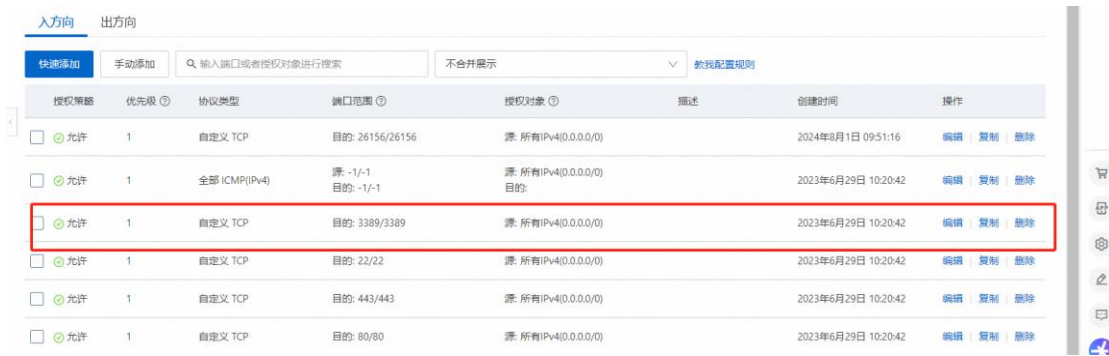 入方向 出方向
快速添加 手动添加 输入端口或者授权对象进行搜索 不合并展示 教我配置规则
授权策略 优先级 协议类型 端口范围 授权对象 描述 创建时间 操作
允许 1 自定义 TCP 目的: 26156/26156 源: 所有IPv4(0.0.0.0/0) 2024年8月1日 09:51:16 编辑 复制 删除
允许 1 全部 ICMP(IPv4) 源: -1/-1 源: 所有IPv4(0.0.0.0/0) 2023年6月29日 10:20:42 编辑 复制 删除
目的: -1/-1 目的:
允许 1 自定义 TCP 目的: 3389/3389 源: 所有IPv4(0.0.0.0/0) 2023年6月29日 10:20:42 编辑 复制 删除
允许 1 自定义 TCP 目的: 22/22 源: 所有IPv4(0.0.0.0/0) 2023年6月29日 10:20:42 编辑 复制 删除
允许 1 自定义 TCP 目的: 443/443 源: 所有IPv4(0.0.0.0/0) 2023年6月29日 10:20:42 编辑 复制 删除
允许 1 自定义 TCP 目的: 80/80 源: 所有IPv4(0.0.0.0/0) 2023年6月29日 10:20:42 编辑 复制 删除